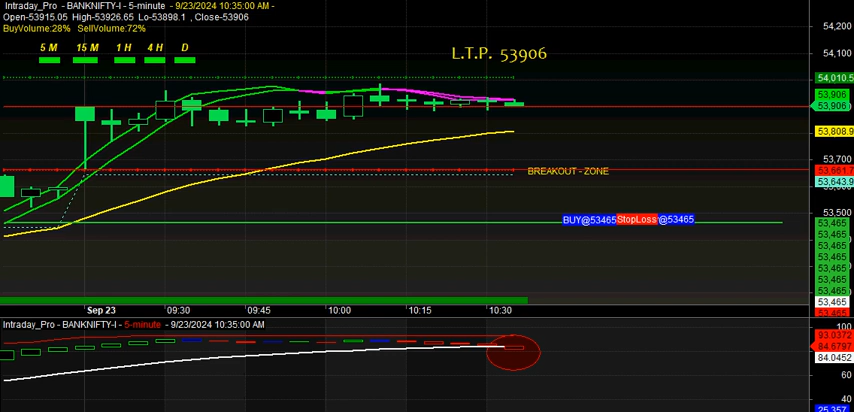 Intraday_Pro - BANKNIFTY-I - 5-minute - 9/23/2024 10:35:00 AM -
Open-53915.05 High-53926.65 Lo-53898.1 , Close-53906
BuyVolume:28% SellVolume:72%
5 M 15 M 1 H 4 H D
L.T.P. 53906
54,200
54,100
54,010.5
53,906
53,906
53,808.9
53,700
53,661.7
53,643.9
53,500
53,465
53,465
53,465
53,465
53,465
53,465
53,465
53,465
BREAKOUT - ZONE
BUY@53465 StopLoss @53465
Sep 23 09:30 09:45 10:00 10:15 10:30
Intraday_Pro - BANKNIFTY-I - 5-minute - 9/23/2024 10:35:00 AM
100
93.0372
84.6797
84.0452
60
40
25.357